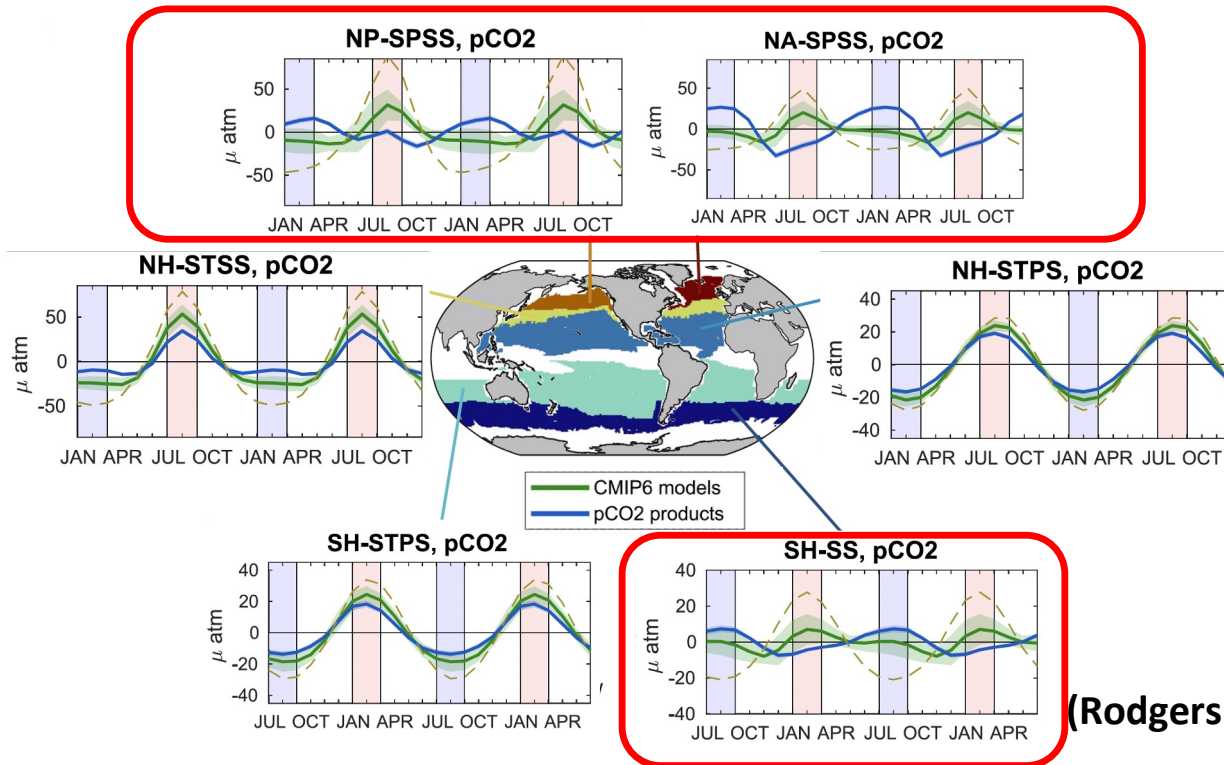 NP-SPSS, pCO2
NA-SPSS, pCO2
50
0
-50
μ atm
JAN APR JUL OCT JAN APR JUL OCT
50
0
-50
μ atm
JAN APR JUL OCT JAN APR JUL OCT
NH-STSS, pCO2
NH-STPS, pCO2
50
0
-50
μ atm
JAN APR JUL OCT JAN APR JUL OCT
40
20
0
-20
-40
μ atm
JAN APR JUL OCT JAN APR JUL OCT
CMIP6 models
pCO2 products
SH-STPS, pCO2
SH-SS, pCO2
40
20
0
-20
-40
μ atm
JUL OCT JAN APR JUL OCT JAN APR
40
20
0
-20
-40
μ atm
JUL OCT JAN APR JUL OCT JAN APR
(Rodgers